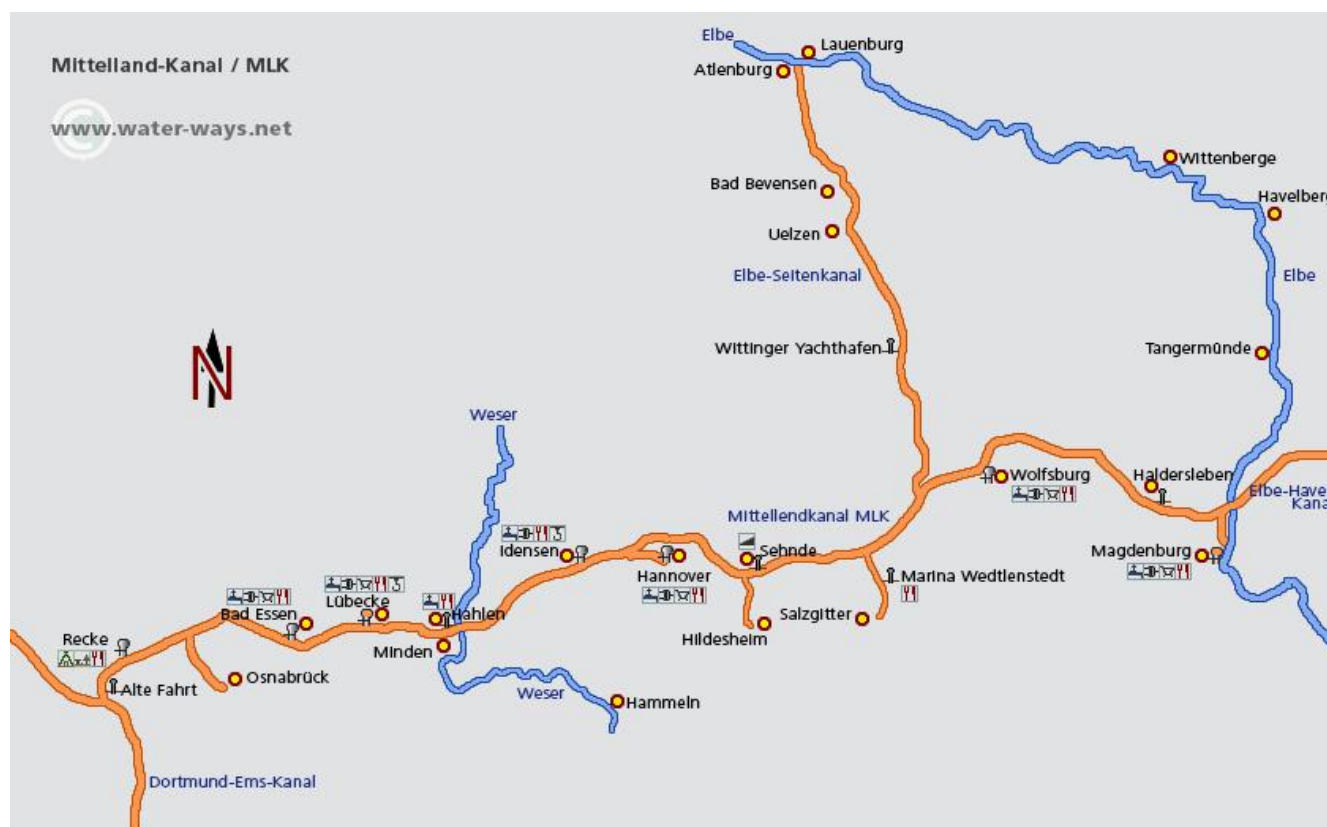 Mittelland-Kanal / MLK
www.water-ways.net
Elbe
Lauenburg
Atlenburg
Wittenberge
Bad Bevensen
Havelberg
Uelzen
Elbe-Seitenkanal
Elbe
Wittinger Yachthafen
Tangermünde
N
Weser
Wolfsburg
Haldersleben
Elbe-Have
Kana
Mittellendkanal MLK
Idensen
Sehnde
Magdenburg
Hannover
Marina Wedtlenstedt
Lübecke
Bad Essen
Hahlen
Salzgitter
Hildesheim
Recke
Minden
Osnabrück
Alte Fahrt
Weser
Hammeln
Dortmund-Ems-Kanal